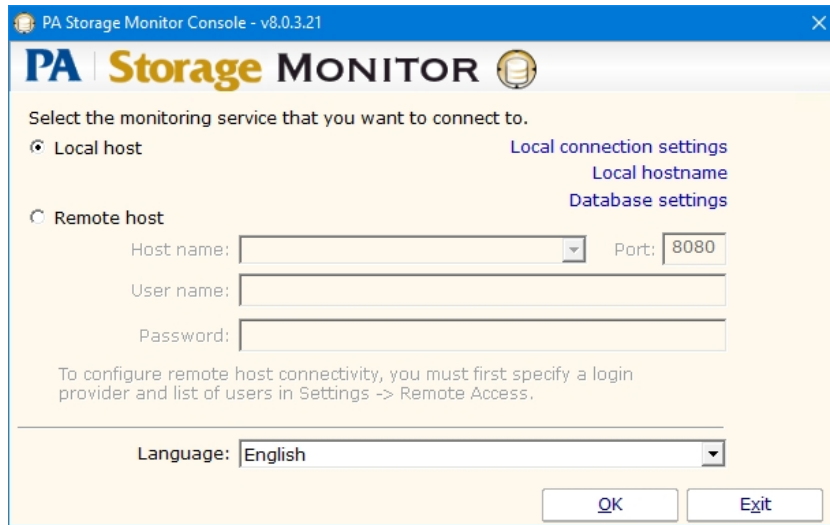 PA Storage Monitor Console - v8.0.3.21
PA Storage MONITOR
Select the monitoring service that you want to connect to.
Local host
Local connection settings
Local hostname
Database settings
Remote host
Host name: Port: 8080
User name:
Password:
To configure remote host connectivity, you must first specify a login
provider and list of users in Settings -> Remote Access.
Language: English
OK Exit